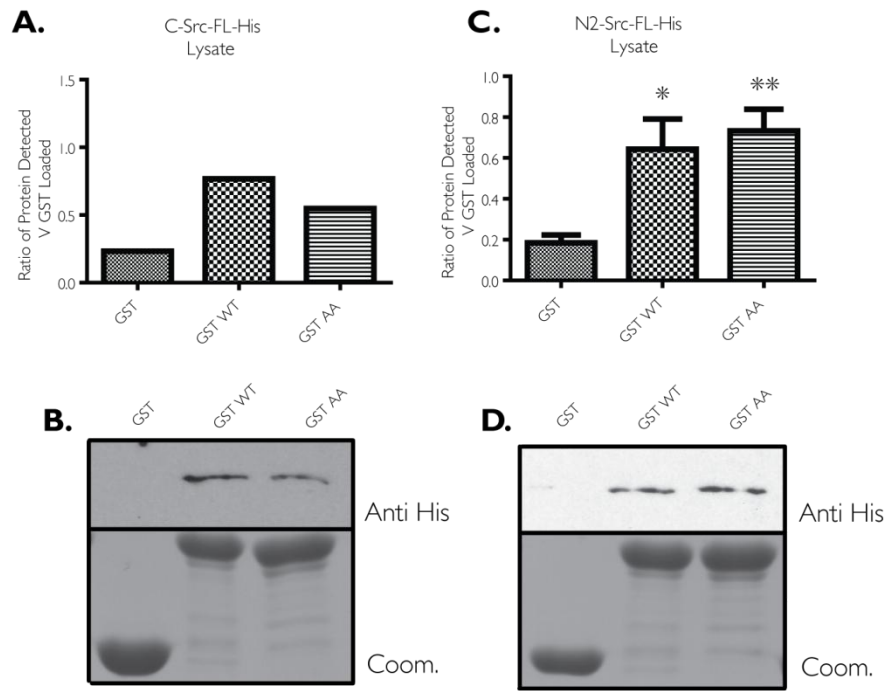 A.
C-Src-FL-His
Lysate
Ratio of Protein Detected
V GST Loaded
1.5
1.0
0.5
0.0
GST
GST WT
GST AA
C.
N2-Src-FL-His
Lysate
Ratio of Protein Detected
V GST Loaded
1.0
0.8
0.6
0.4
0.2
0.0
*
**
GST
GST WT
GST AA
B.
GST
GST WT
GST AA
Anti His
Coom.
D.
GST
GST WT
GST AA
Anti His
Coom.